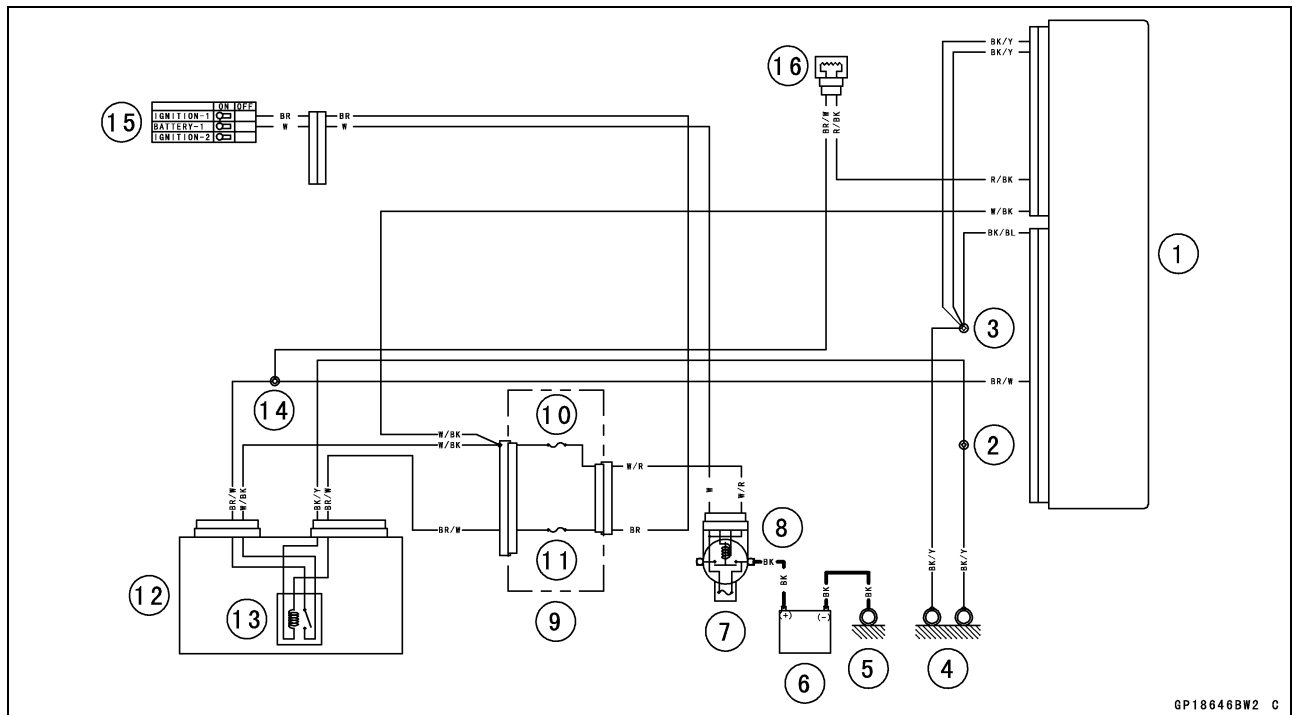 BK/Y
BK/Y
16
ON OFF
15
IGNITION-1
BR
BR
BATTERY-1
W
W
IGNITION-2
BR/W
R/BK
R/BK
W/BK
BK/BL
1
3
BR/W
14
10
W/BK
W/BK
2
W/R
BR/W
W/BK
BK/Y
BR/W
W
W/R
BR/W
BR
8
11
BK
BK
BK
BK/Y
BK/Y
12
13
9
7
(+)
(-)
6
5
4
GP18646BW2 C